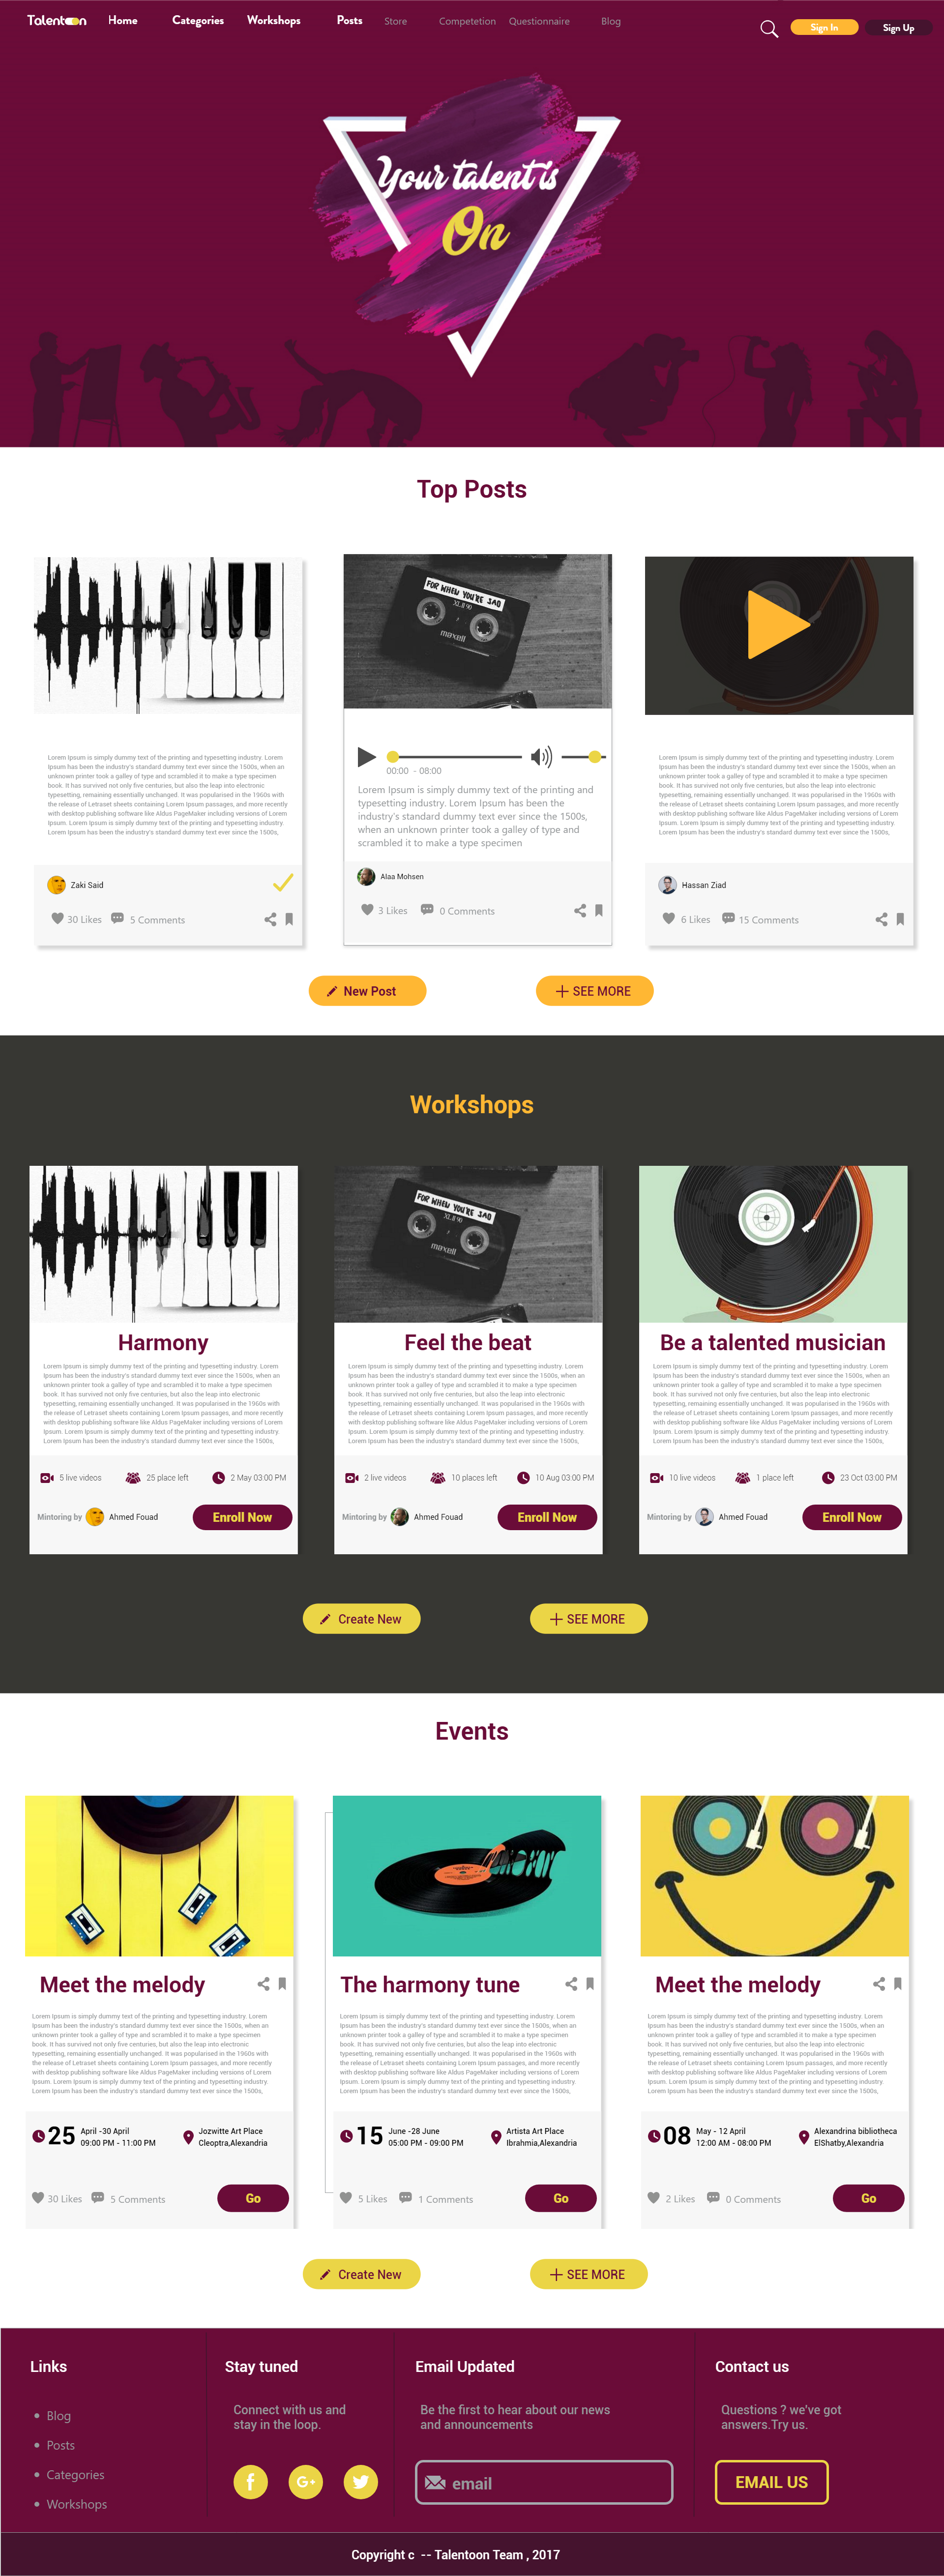 Talentoon Home Categories Workshops Posts Store Competetion Questionnaire Blog Sign In Sign Up
Your talent is
On
Top Posts
Lorem Ipsum is simply dummy text of the printing and typesetting industry. Lorem
Ipsum has been the industry's standard dummy text ever since the 1500s, when an
unknown printer took a galley of type and scrambled it to make a type specimen
book. It has survived not only five centuries, but also the leap into electronic
typesetting, remaining essentially unchanged. It was popularised in the 1960s with
the release of Letraset sheets containing Lorem Ipsum passages, and more recently
with desktop publishing software like Aldus PageMaker including versions of Lorem
Ipsum. Lorem Ipsum is simply dummy text of the printing and typesetting industry.
Lorem Ipsum has been the industry's standard dummy text ever since the 1500s,
Zaki Said
30 Likes 5 Comments
FOR WHEN YOU'RE SAD
XLII 90
maxell
00:00 - 08:00
Lorem Ipsum is simply dummy text of the printing and
typesetting industry. Lorem Ipsum has been the
industry's standard dummy text ever since the 1500s,
when an unknown printer took a galley of type and
scrambled it to make a type specimen
Alaa Mohsen
3 Likes 0 Comments
Lorem Ipsum is simply dummy text of the printing and typesetting industry. Lorem
Ipsum has been the industry's standard dummy text ever since the 1500s, when an
unknown printer took a galley of type and scrambled it to make a type specimen
book. It has survived not only five centuries, but also the leap into electronic
typesetting, remaining essentially unchanged. It was popularised in the 1960s with
the release of Letraset sheets containing Lorem Ipsum passages, and more recently
with desktop publishing software like Aldus PageMaker including versions of Lorem
Ipsum. Lorem Ipsum is simply dummy text of the printing and typesetting industry.
Lorem Ipsum has been the industry's standard dummy text ever since the 1500s,
Hassan Ziad
6 Likes 15 Comments
New Post
SEE MORE
Workshops
Harmony
Lorem Ipsum is simply dummy text of the printing and typesetting industry. Lorem
Ipsum has been the industry's standard dummy text ever since the 1500s, when an
unknown printer took a galley of type and scrambled it to make a type specimen
book. It has survived not only five centuries, but also the leap into electronic
typesetting, remaining essentially unchanged. It was popularised in the 1960s with
the release of Letraset sheets containing Lorem Ipsum passages, and more recently
with desktop publishing software like Aldus PageMaker including versions of Lorem
Ipsum. Lorem Ipsum is simply dummy text of the printing and typesetting industry.
Lorem Ipsum has been the industry's standard dummy text ever since the 1500s,
5 live videos 25 place left 2 May 03:00 PM
Mintoring by Ahmed Fouad Enroll Now
FOR WHEN YOU'RE SAD
XLII 90
maxell
Feel the beat
Lorem Ipsum is simply dummy text of the printing and typesetting industry. Lorem
Ipsum has been the industry's standard dummy text ever since the 1500s, when an
unknown printer took a galley of type and scrambled it to make a type specimen
book. It has survived not only five centuries, but also the leap into electronic
typesetting, remaining essentially unchanged. It was popularised in the 1960s with
the release of Letraset sheets containing Lorem Ipsum passages, and more recently
with desktop publishing software like Aldus PageMaker including versions of Lorem
Ipsum. Lorem Ipsum is simply dummy text of the printing and typesetting industry.
Lorem Ipsum has been the industry's standard dummy text ever since the 1500s,
2 live videos 10 places left 10 Aug 03:00 PM
Mintoring by Ahmed Fouad Enroll Now
Be a talented musician
Lorem Ipsum is simply dummy text of the printing and typesetting industry. Lorem
Ipsum has been the industry's standard dummy text ever since the 1500s, when an
unknown printer took a galley of type and scrambled it to make a type specimen
book. It has survived not only five centuries, but also the leap into electronic
typesetting, remaining essentially unchanged. It was popularised in the 1960s with
the release of Letraset sheets containing Lorem Ipsum passages, and more recently
with desktop publishing software like Aldus PageMaker including versions of Lorem
Ipsum. Lorem Ipsum is simply dummy text of the printing and typesetting industry.
Lorem Ipsum has been the industry's standard dummy text ever since the 1500s,
10 live videos 1 place left 23 Oct 03:00 PM
Mintoring by Ahmed Fouad Enroll Now
Create New
SEE MORE
Events
Meet the melody
Lorem Ipsum is simply dummy text of the printing and typesetting industry. Lorem
Ipsum has been the industry's standard dummy text ever since the 1500s, when an
unknown printer took a galley of type and scrambled it to make a type specimen
book. It has survived not only five centuries, but also the leap into electronic
typesetting, remaining essentially unchanged. It was popularised in the 1960s with
the release of Letraset sheets containing Lorem Ipsum passages, and more recently
with desktop publishing software like Aldus PageMaker including versions of Lorem
Ipsum. Lorem Ipsum is simply dummy text of the printing and typesetting industry.
Lorem Ipsum has been the industry's standard dummy text ever since the 1500s,
25 April -30 April Jozwitte Art Place
09:00 PM - 11:00 PM Cleoptra,Alexandria
30 Likes 5 Comments Go
The harmony tune
Lorem Ipsum is simply dummy text of the printing and typesetting industry. Lorem
Ipsum has been the industry's standard dummy text ever since the 1500s, when an
unknown printer took a galley of type and scrambled it to make a type specimen
book. It has survived not only five centuries, but also the leap into electronic
typesetting, remaining essentially unchanged. It was popularised in the 1960s with
the release of Letraset sheets containing Lorem Ipsum passages, and more recently
with desktop publishing software like Aldus PageMaker including versions of Lorem
Ipsum. Lorem Ipsum is simply dummy text of the printing and typesetting industry.
Lorem Ipsum has been the industry's standard dummy text ever since the 1500s,
15 June -28 June Artista Art Place
05:00 PM - 09:00 PM Ibrahmia,Alexandria
5 Likes 1 Comments Go
Meet the melody
Lorem Ipsum is simply dummy text of the printing and typesetting industry. Lorem
Ipsum has been the industry's standard dummy text ever since the 1500s, when an
unknown printer took a galley of type and scrambled it to make a type specimen
book. It has survived not only five centuries, but also the leap into electronic
typesetting, remaining essentially unchanged. It was popularised in the 1960s with
the release of Letraset sheets containing Lorem Ipsum passages, and more recently
with desktop publishing software like Aldus PageMaker including versions of Lorem
Ipsum. Lorem Ipsum is simply dummy text of the printing and typesetting industry.
Lorem Ipsum has been the industry's standard dummy text ever since the 1500s,
08 May - 12 April Alexandrina bibliotheca
12:00 AM - 08:00 PM ElShatby,Alexandria
2 Likes 0 Comments Go
Create New
SEE MORE
Links
Blog
Posts
Categories
Workshops
Stay tuned
Connect with us and
stay in the loop.
f G+
Email Updated
Be the first to hear about our news
and announcements
email
Contact us
Questions ? we've got
answers.Try us.
EMAIL US
Copyright c -- Talentoon Team , 2017